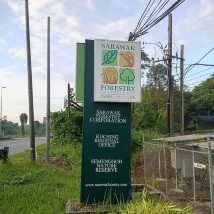 SARAWAK
FORESTRY
SARAWAK
FORESTRY
CORPORATION
KUCHING
REGIONAL
OFFICE
SEMENGGOH
NATURE
RESERVE
www.sarawakforestry.com